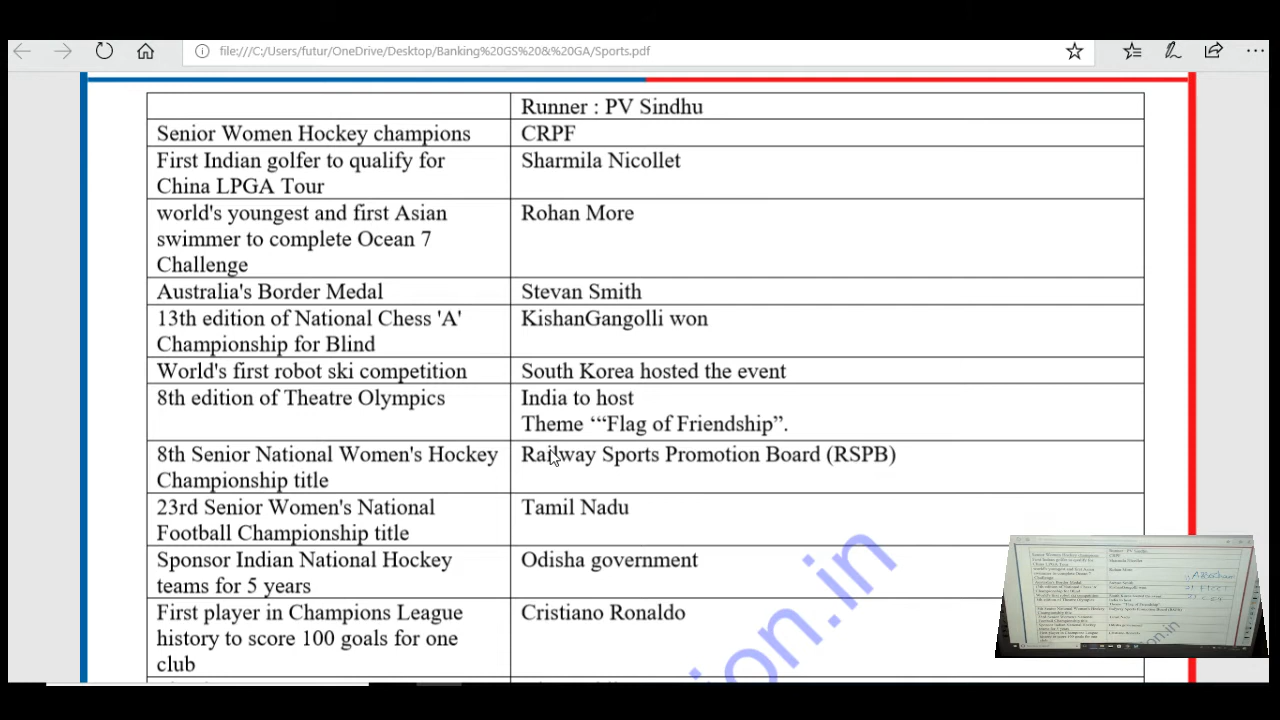 file:///C:/Users/futur/OneDrive/Desktop/Banking%20GS%20&%20GA/Sports.pdf
Runner : PV Sindhu
Senior Women Hockey champions
CRPF
First Indian golfer to qualify for
China LPGA Tour
Sharmila Nicollet
world's youngest and first Asian
swimmer to complete Ocean 7
Challenge
Rohan More
Australia's Border Medal
Stevan Smith
13th edition of National Chess 'A'
Championship for Blind
KishanGangolli won
World's first robot ski competition
South Korea hosted the event
8th edition of Theatre Olympics
India to host
Theme “‘Flag of Friendship”.
8th Senior National Women's Hockey
Championship title
Railway Sports Promotion Board (RSPB)
23rd Senior Women's National
Football Championship title
Tamil Nadu
Sponsor Indian National Hockey
teams for 5 years
Odisha government
First player in Champions League
history to score 100 goals for one
club
Cristiano Ronaldo
ion.in